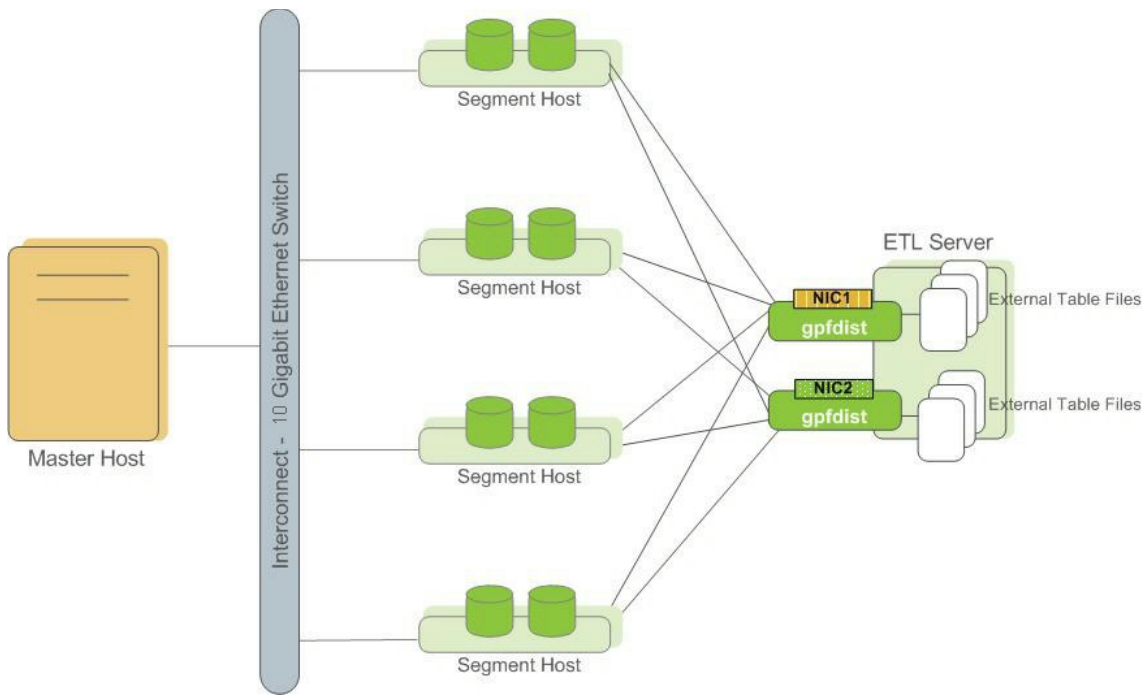 Master Host
Interconnect - 10 Gigabit Ethernet Switch
Segment Host
Segment Host
Segment Host
Segment Host
ETL Server
NIC1
gpfdist
External Table Files
NIC2
gpfdist
External Table Files